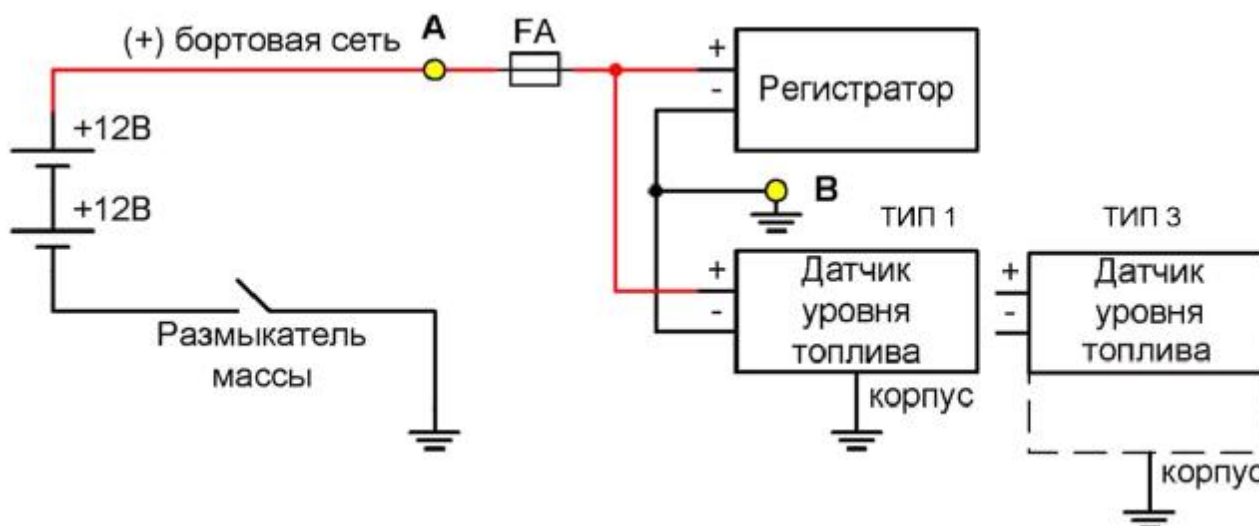 (+) бортовая сеть
A
FA
+
-
Регистратор
+12В
+12В
B
ТИП 1
ТИП 3
+
-
Датчик
уровня
топлива
+
-
Датчик
уровня
топлива
Размыкатель
массы
корпус
корпус